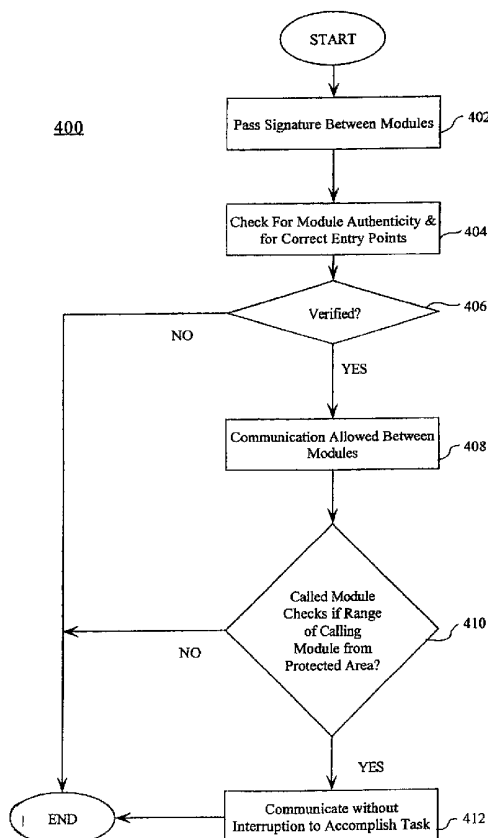 START
400
Pass Signature Between Modules
402
Check For Module Authenticity &
for Correct Entry Points
404
Verified?
406
NO
YES
Communication Allowed Between
Modules
408
Called Module
Checks if Range
of Calling
Module from
Protected Area?
410
NO
YES
Communicate without
Interruption to Accomplish Task
412
END